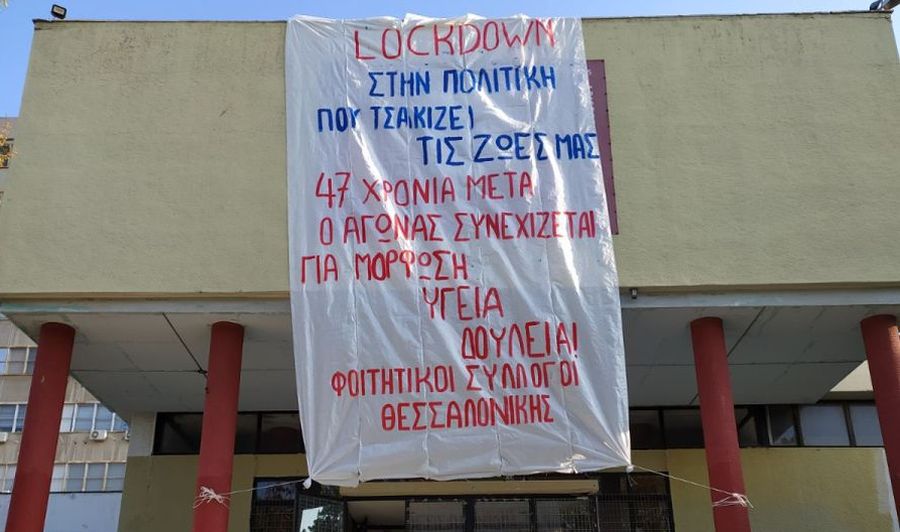 LOCKDOWN
ΣΤΗΝ ΠΟΛΙΤΙΚΗ
ΠΟΥ ΤΣΑΚΙΖΕΙ
ΤΙΣ ΖΩΕΣ ΜΑΣ
47 ΧΡΟΝΙΑ ΜΕΤΑ
Ο ΑΓΩΝΑΣ ΣΥΝΕΧΙΖΕΤΑΙ
ΓΙΑ ΜΟΡΦΩΣΗ
ΥΓΕΙΑ
ΔΟΥΛΕΙΑ!
ΦΟΙΤΗΤΙΚΟΙ ΣΥΛΛΟΓΟΙ
ΘΕΣΣΑΛΟΝΙΚΗΣ